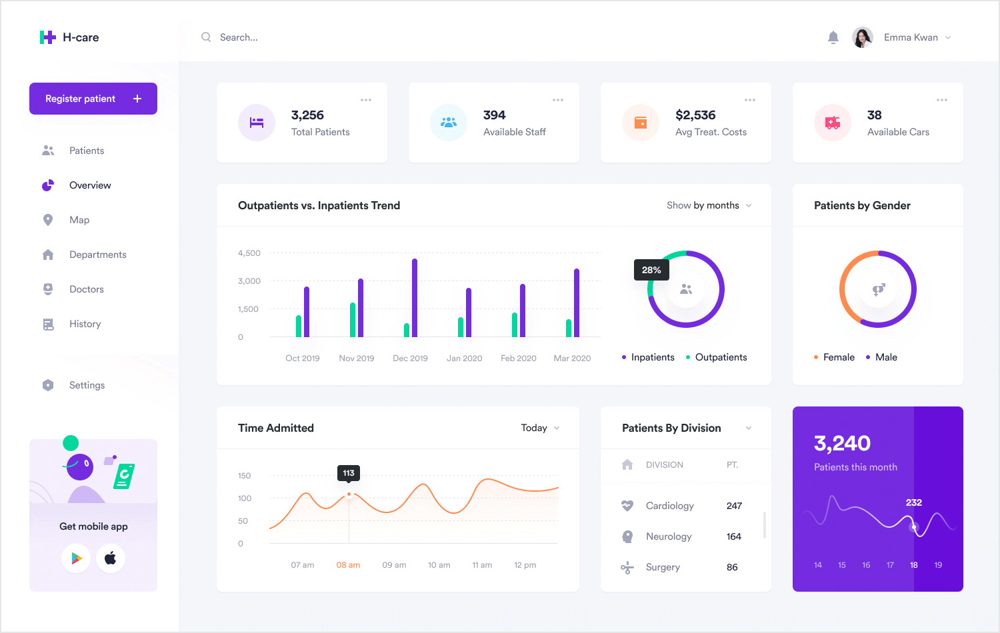 H-care
Search...
Emma Kwan
Register patient +
Patients
Overview
Map
Departments
Doctors
History
Settings
Get mobile app
3,256
Total Patients
394
Available Staff
$2,536
Avg Treat. Costs
38
Available Cars
Outpatients vs. Inpatients Trend
Show by months
4,500
3,000
1,500
0
Oct 2019 Nov 2019 Dec 2019 Jan 2020 Feb 2020 Mar 2020
28%
Inpatients Outpatients
Patients by Gender
Female Male
Time Admitted
Today
150
100
50
0
113
07 am 08 am 09 am 10 am 11 am 12 pm
Patients By Division
DIVISION PT.
Cardiology 247
Neurology 164
Surgery 86
3,240
Patients this month
232
14 15 16 17 18 19